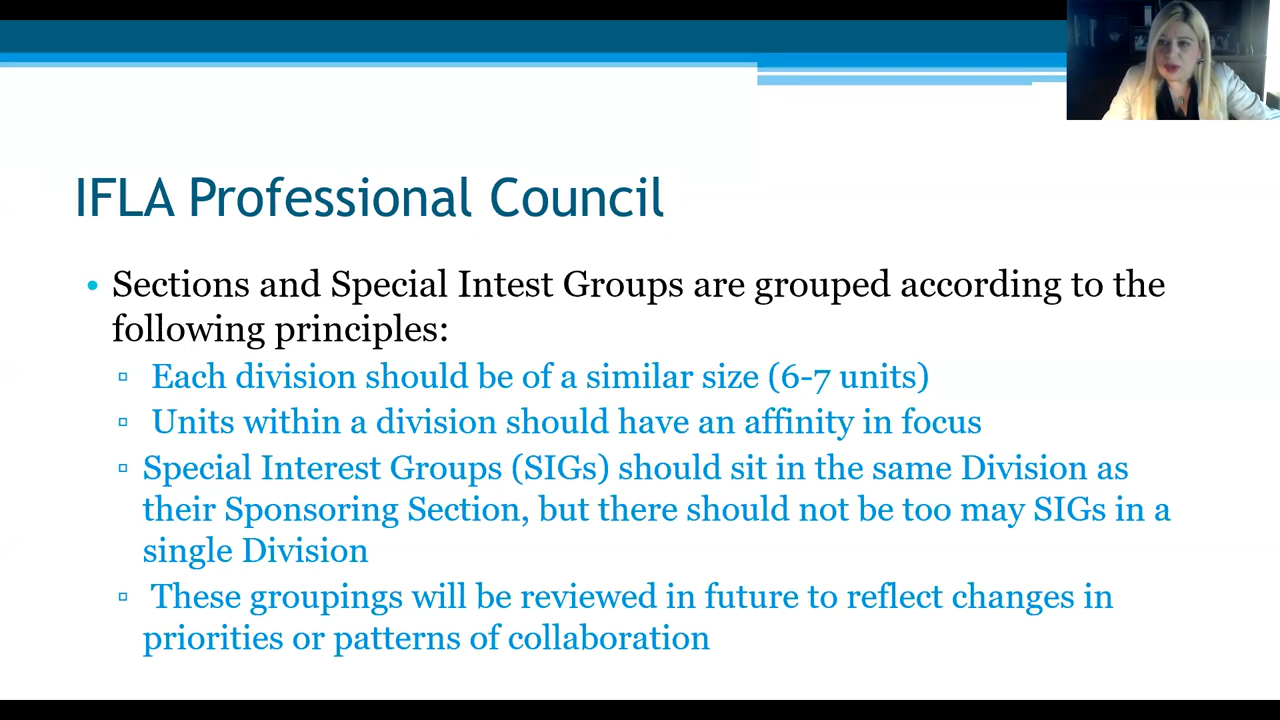 IFLA Professional Council
• Sections and Special Intest Groups are grouped according to the
following principles:
▫ Each division should be of a similar size (6-7 units)
▫ Units within a division should have an affinity in focus
▫ Special Interest Groups (SIGs) should sit in the same Division as
their Sponsoring Section, but there should not be too may SIGs in a
single Division
▫ These groupings will be reviewed in future to reflect changes in
priorities or patterns of collaboration